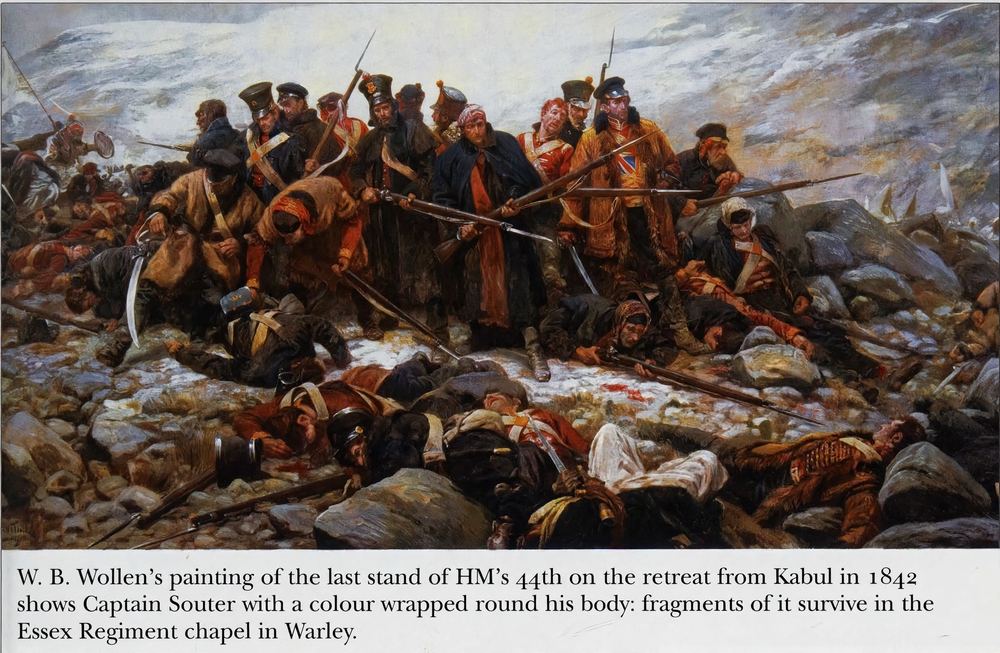 W. B. Wollen’s painting of the last stand of HM’s 44th on the retreat from Kabul in 1842
shows Captain Souter with a colour wrapped round his body: fragments of it survive in the
Essex Regiment chapel in Warley.